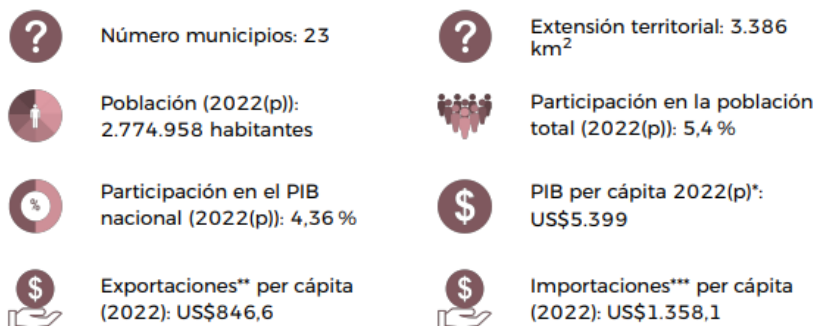 Número municipios: 23
Extensión territorial: 3.386
km²
Población (2022(p)):
2.774.958 habitantes
Participación en la población
total (2022(p)): 5,4 %
Participación en el PIB
nacional (2022(p)): 4,36 %
PIB per cápita 2022(p)*:
US$5.399
Exportaciones** per cápita
(2022): US$846,6
Importaciones*** per cápita
(2022): US$1.358,1